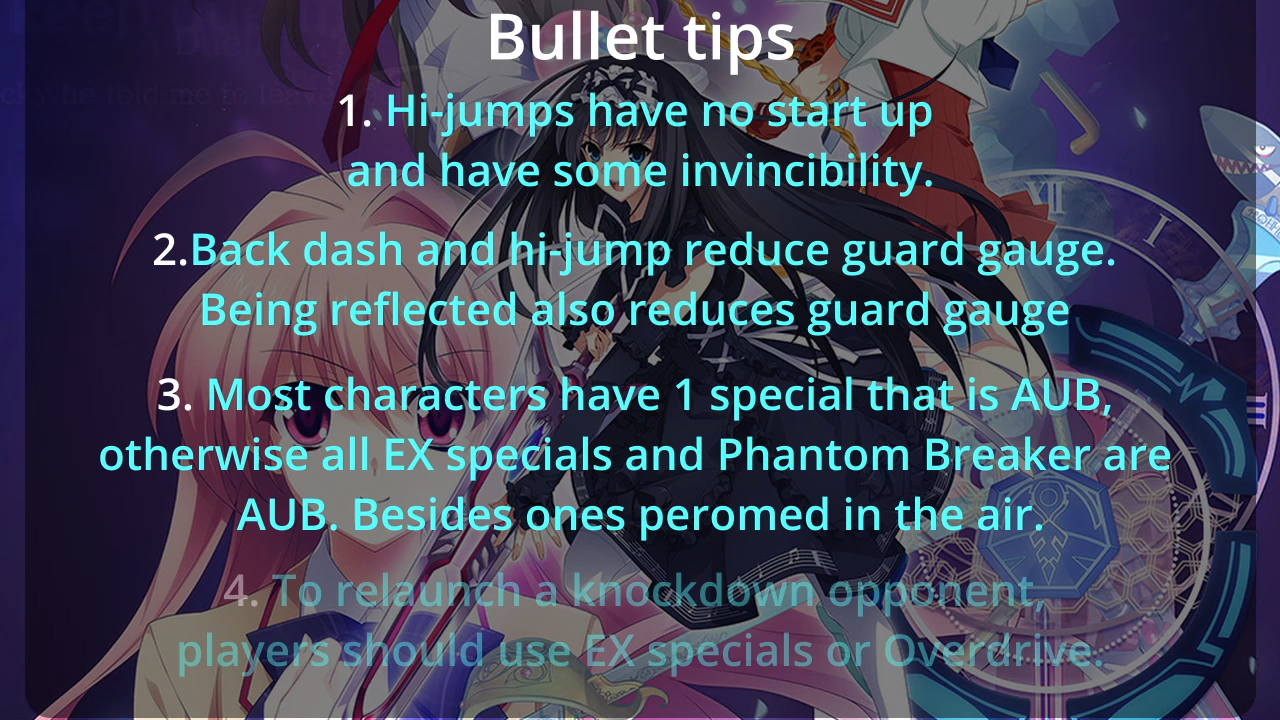 Bullet tips
1. Hi-jumps have no start up
and have some invincibility.
2.Back dash and hi-jump reduce guard gauge.
Being reflected also reduces guard gauge
3. Most characters have 1 special that is AUB,
otherwise all EX specials and Phantom Breaker are
AUB. Besides ones peromed in the air.
4. To relaunch a knockdown opponent,
players should use EX specials or Overdrive.